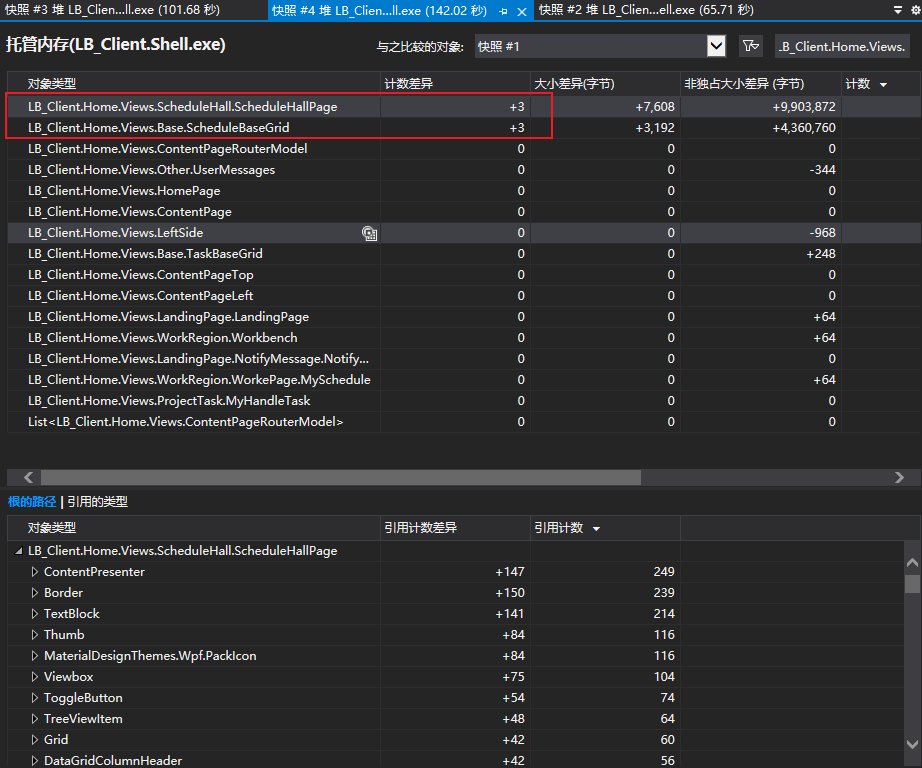 快照 #3 堆 LB_Clien...ll.exe (101.68 秒) 快照 #4 堆 LB_Clien...ll.exe (142.02 秒) 快照 #2 堆 LB_Clien...ell.exe (65.71 秒)
托管内存(LB_Client.Shell.exe) 与之比较的对象: 快照 #1 .B_Client.Home.Views.
对象类型 计数差异 大小差异(字节) 非独占大小差异 (字节) 计数
LB_Client.Home.Views.ScheduleHall.ScheduleHallPage +3 +7,608 +9,903,872
LB_Client.Home.Views.Base.ScheduleBaseGrid +3 +3,192 +4,360,760
LB_Client.Home.Views.ContentPageRouterModel 0 0 0
LB_Client.Home.Views.Other.UserMessages 0 0 -344
LB_Client.Home.Views.HomePage 0 0 0
LB_Client.Home.Views.ContentPage 0 0 0
LB_Client.Home.Views.LeftSide 0 0 -968
LB_Client.Home.Views.Base.TaskBaseGrid 0 0 +248
LB_Client.Home.Views.ContentPageTop 0 0 0
LB_Client.Home.Views.ContentPageLeft 0 0 0
LB_Client.Home.Views.LandingPage.LandingPage 0 0 +64
LB_Client.Home.Views.WorkRegion.Workbench 0 0 +64
LB_Client.Home.Views.LandingPage.NotifyMessage.Notify... 0 0 0
LB_Client.Home.Views.WorkRegion.WorkePage.MySchedule 0 0 +64
LB_Client.Home.Views.ProjectTask.MyHandleTask 0 0 0
List<LB_Client.Home.Views.ContentPageRouterModel> 0 0 0
根的路径 | 引用的类型
对象类型 引用计数差异 引用计数
LB_Client.Home.Views.ScheduleHall.ScheduleHallPage
ContentPresenter +147 249
Border +150 239
TextBlock +141 214
Thumb +84 116
MaterialDesignThemes.Wpf.PackIcon +84 116
Viewbox +75 104
ToggleButton +54 74
TreeViewItem +48 64
Grid +42 60
DataGridColumnHeader +42 56